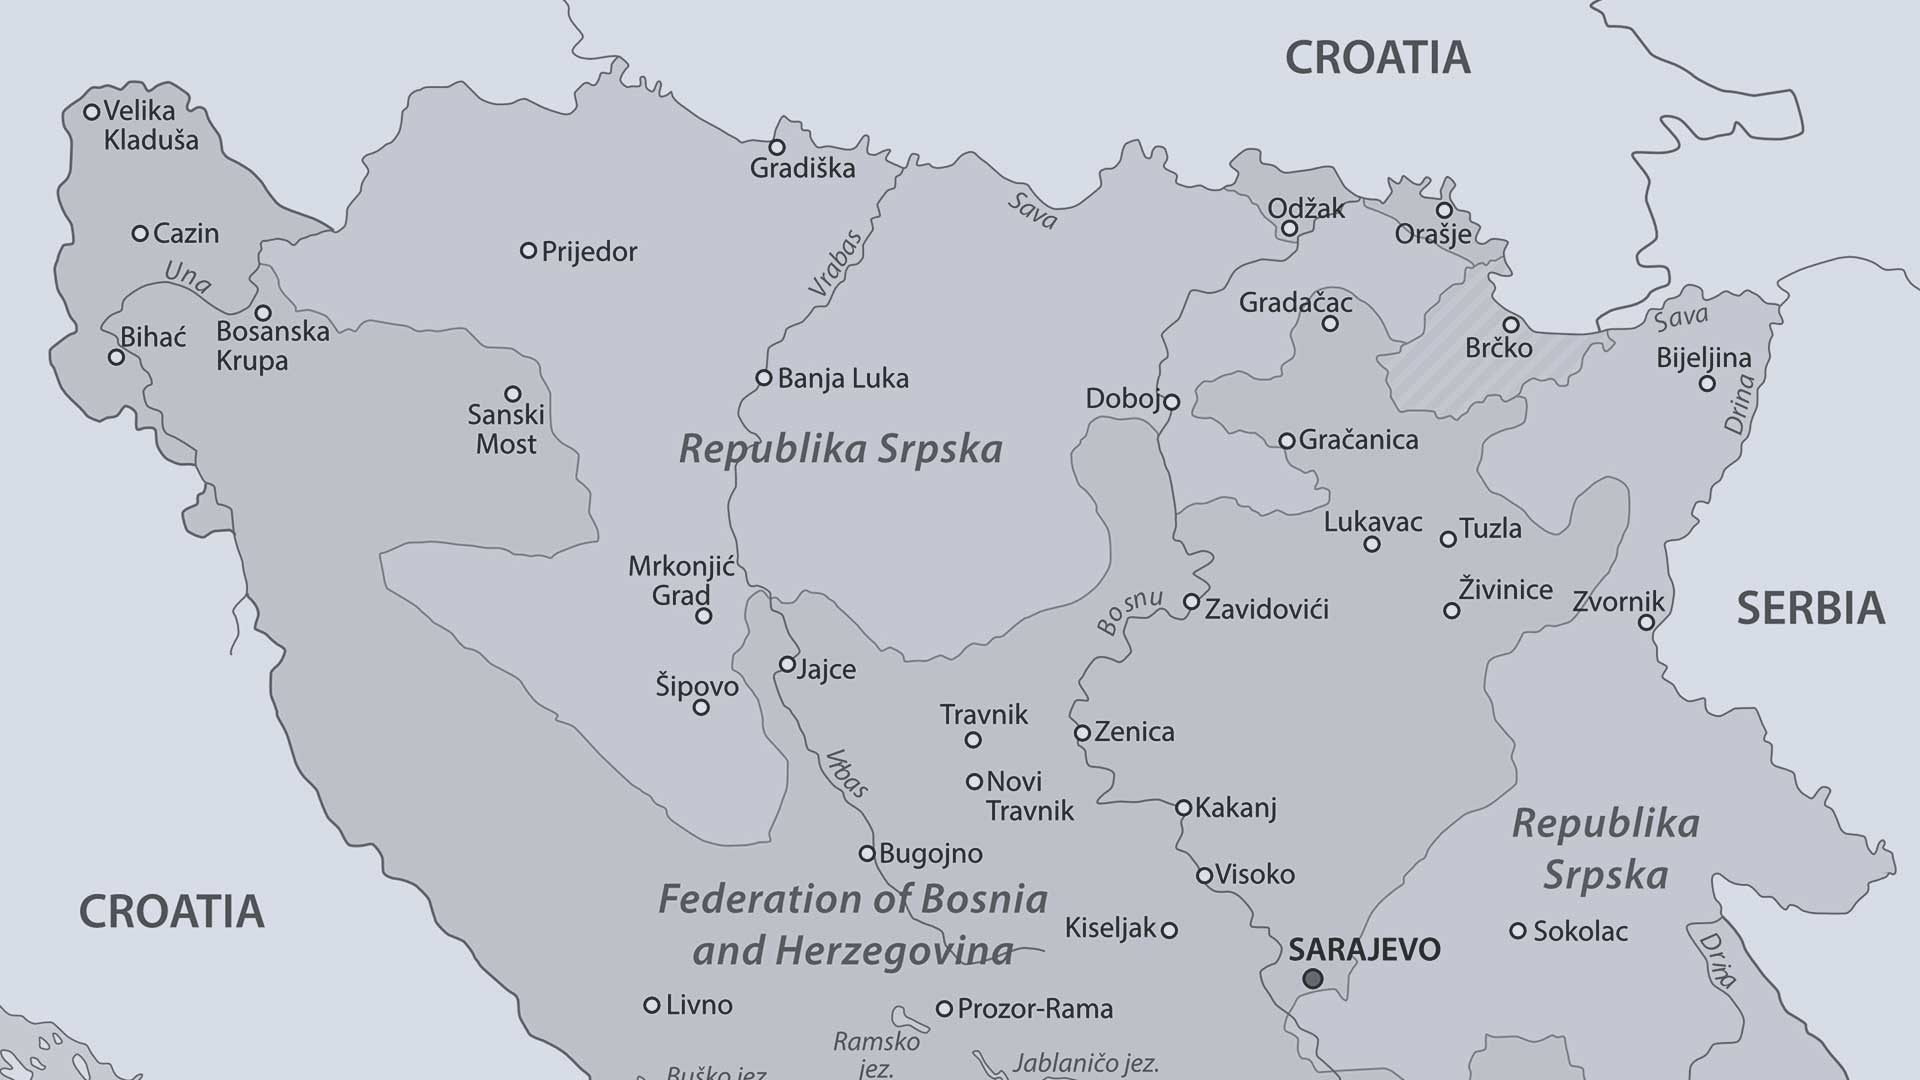 CROATIA
Velika
Kladuša
Gradiška
Sava
Odžak
Orašje
Cazin
Prijedor
Vrabas
Una
Gradačac
Sava
Bihać
Bosanska
Krupa
Brčko
Bijeljina
Banja Luka
Doboj
Drina
Sanski
Most
Republika Srpska
Gračanica
Lukavac
Tuzla
Mrkonjić
Grad
Bosnu
Zavidovići
Živinice
Zvornik
SERBIA
Jajce
Šipovo
Travnik
Zenica
Vrbas
Novi
Travnik
Kakanj
Republika
Srpska
Bugojno
Visoko
CROATIA
Federation of Bosnia
and Herzegovina
Kiseljak
SARAJEVO
Sokolac
Drina
Livno
Prozor-Rama
Ramsko
jez.
Jablaničo jez.
Buško jez